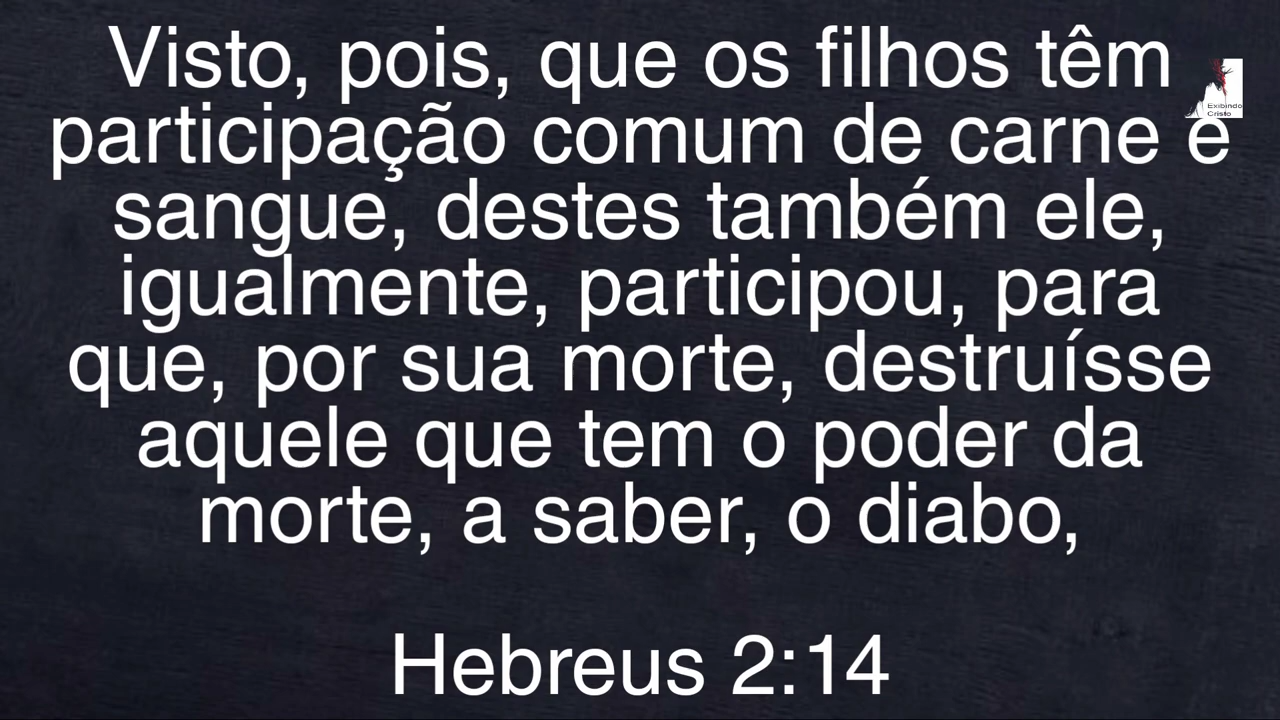 Visto, pois, que os filhos têm
participação comum de carne e
sangue, destes também ele,
igualmente, participou, para
que, por sua morte, destruísse
aquele que tem o poder da
morte, a saber, o diabo,
Hebreus 2:14
Exibindo
Cristo